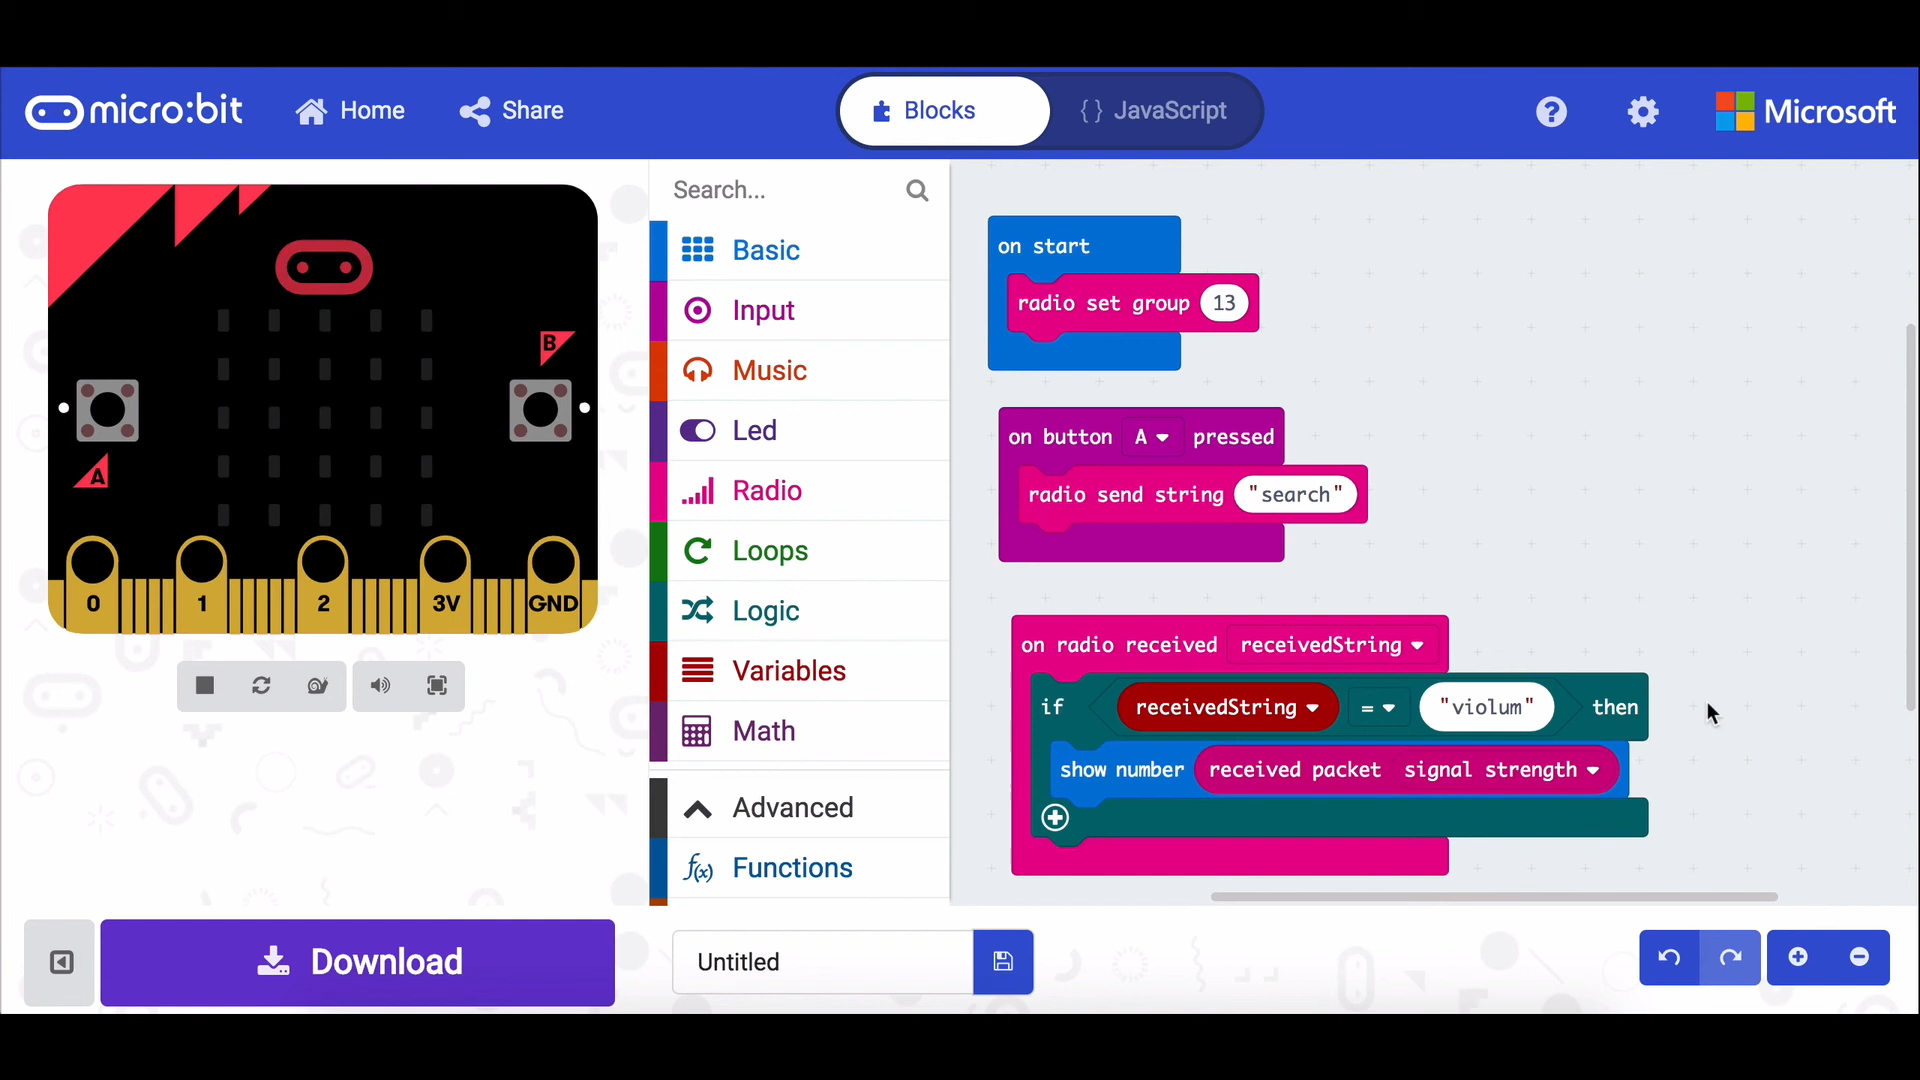 micro:bit
Home
Share
Blocks
{} JavaScript
?
Microsoft
B
A
0
1
2
3V
GND
Search...
Basic
Input
Music
Led
Radio
Loops
Logic
Variables
Math
Advanced
f(x) Functions
on start
radio set group 13
on button A pressed
radio send string "search"
on radio received receivedString
if receivedString = "violum" then
show number received packet signal strength
Download
Untitled